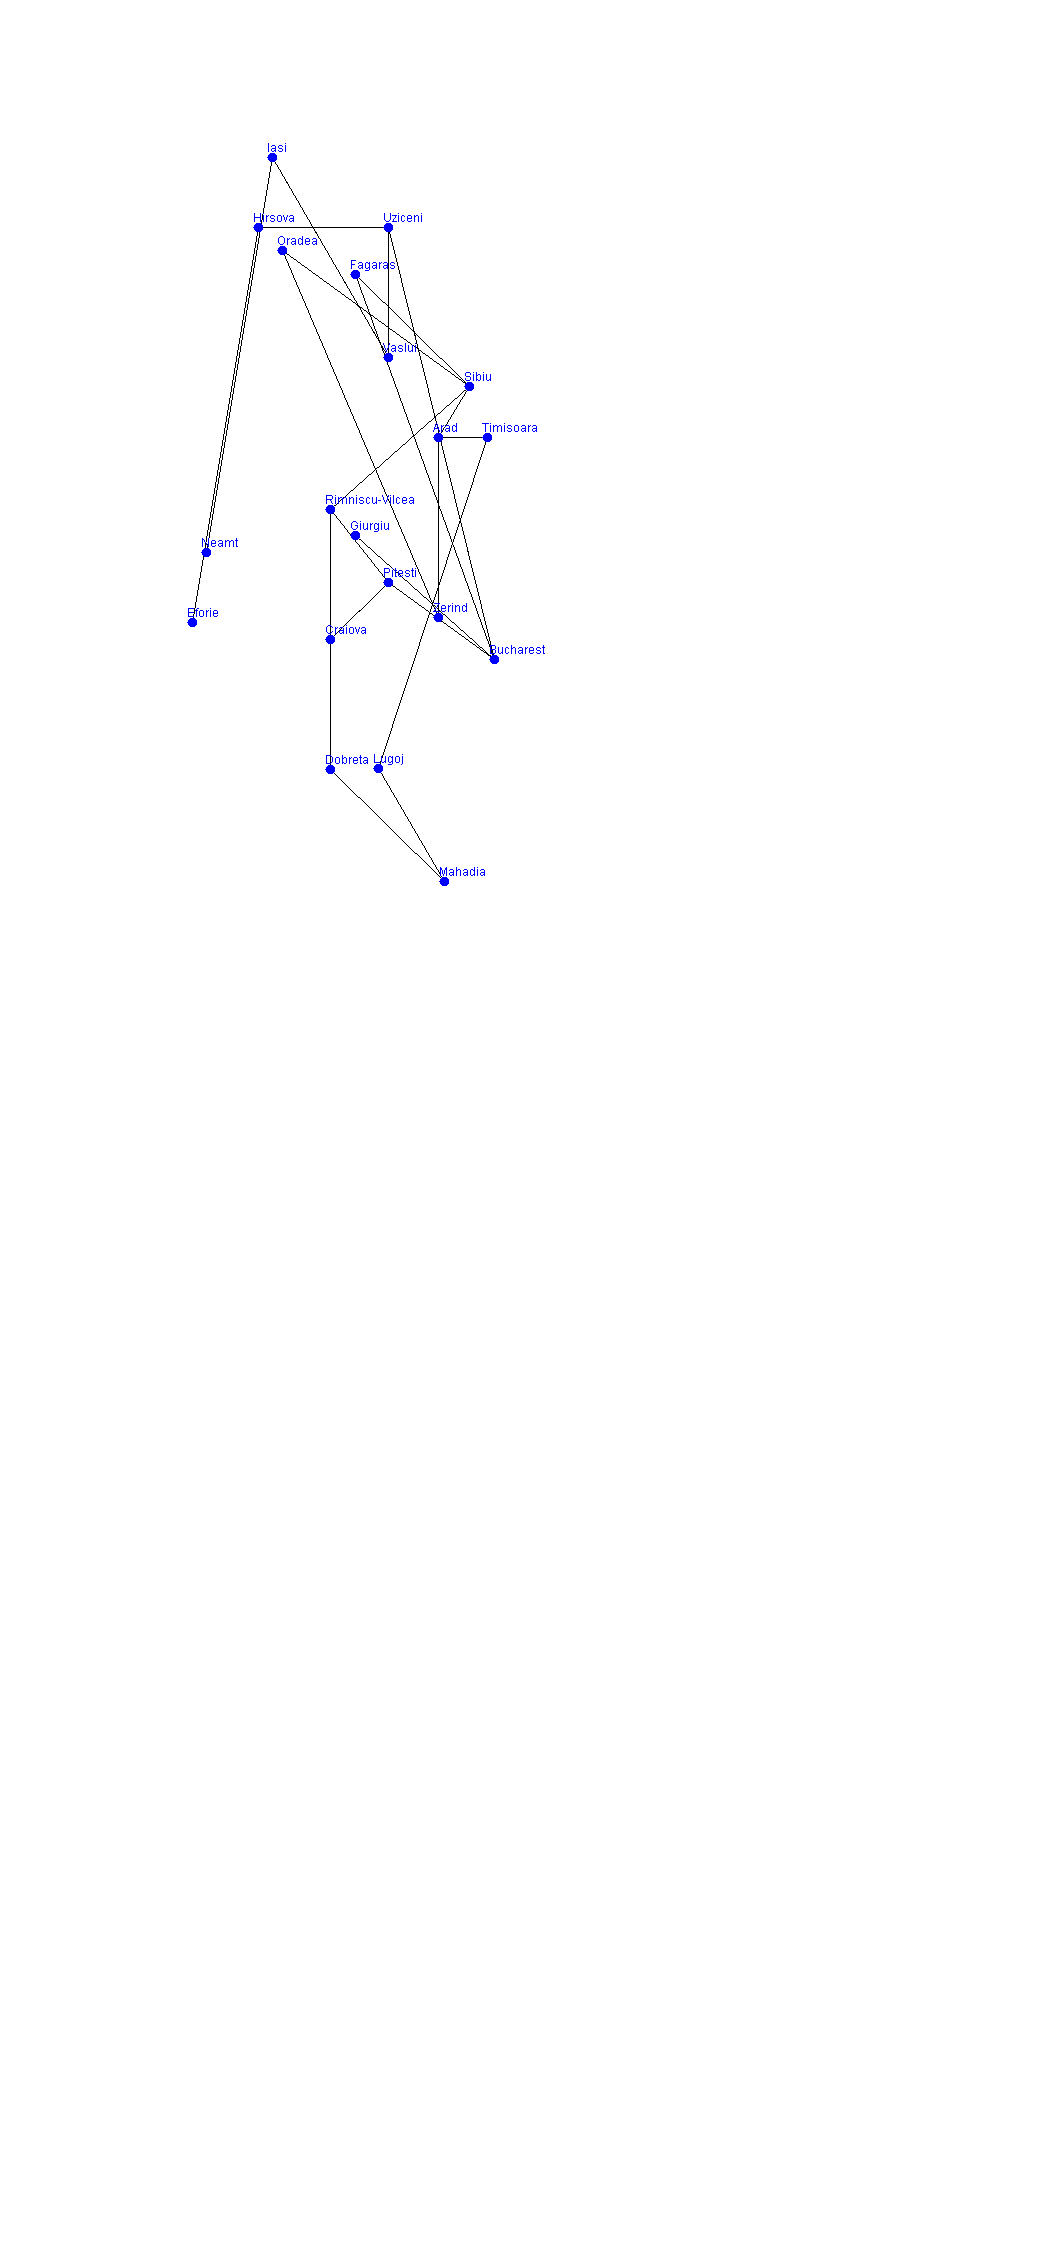 Iasi
Hirsova
Uziceni
Oradea
Fagaras
Vaslui
Sibiu
Arad
Timisoara
Rimniscu-Vilcea
Giurgiu
Neamt
Pitesti
Zerind
Eforie
Craiova
Bucharest
Dobreta
Lugoj
Mahadia